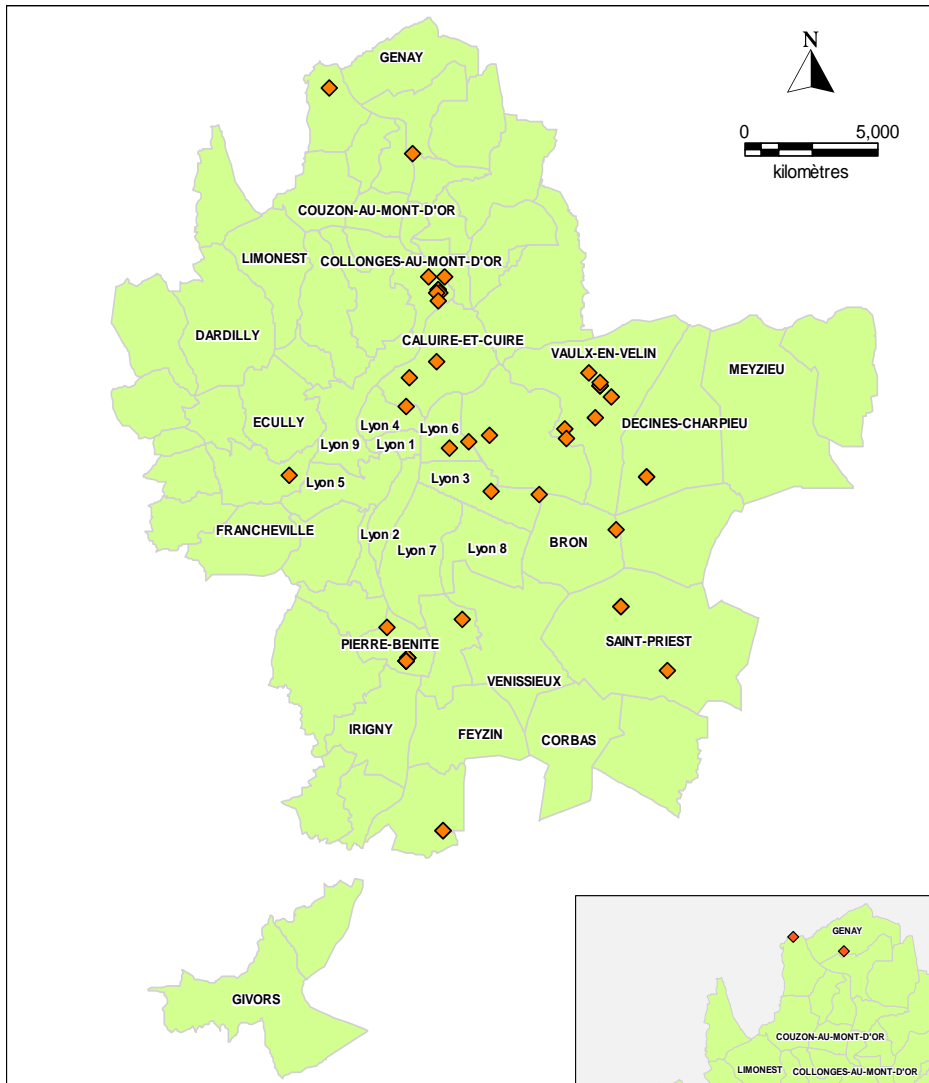 GENAY
N
0 5,000
kilomètres
COUZON-AU-MONT-D'OR
LIMONEST
COLLONGES-AU-MONT-D'OR
DARDILLY
CALUIRE-ET-CUIRE
VAULX-EN-VELIN
MEYZIEU
ECULLY
Lyon 4
Lyon 6
DECINES-CHARPIEU
Lyon 9
Lyon 1
Lyon 5
Lyon 3
FRANCHEVILLE
Lyon 2
Lyon 7
Lyon 8
BRON
PIERRE-BENITE
SAINT-PRIEST
VENISSIEUX
IRIGNY
FEYZIN
CORBAS
GIVORS
GENAY
COUZON-AU-MONT-D'OR
LIMONEST
COLLONGES-AU-MONT-D'OR